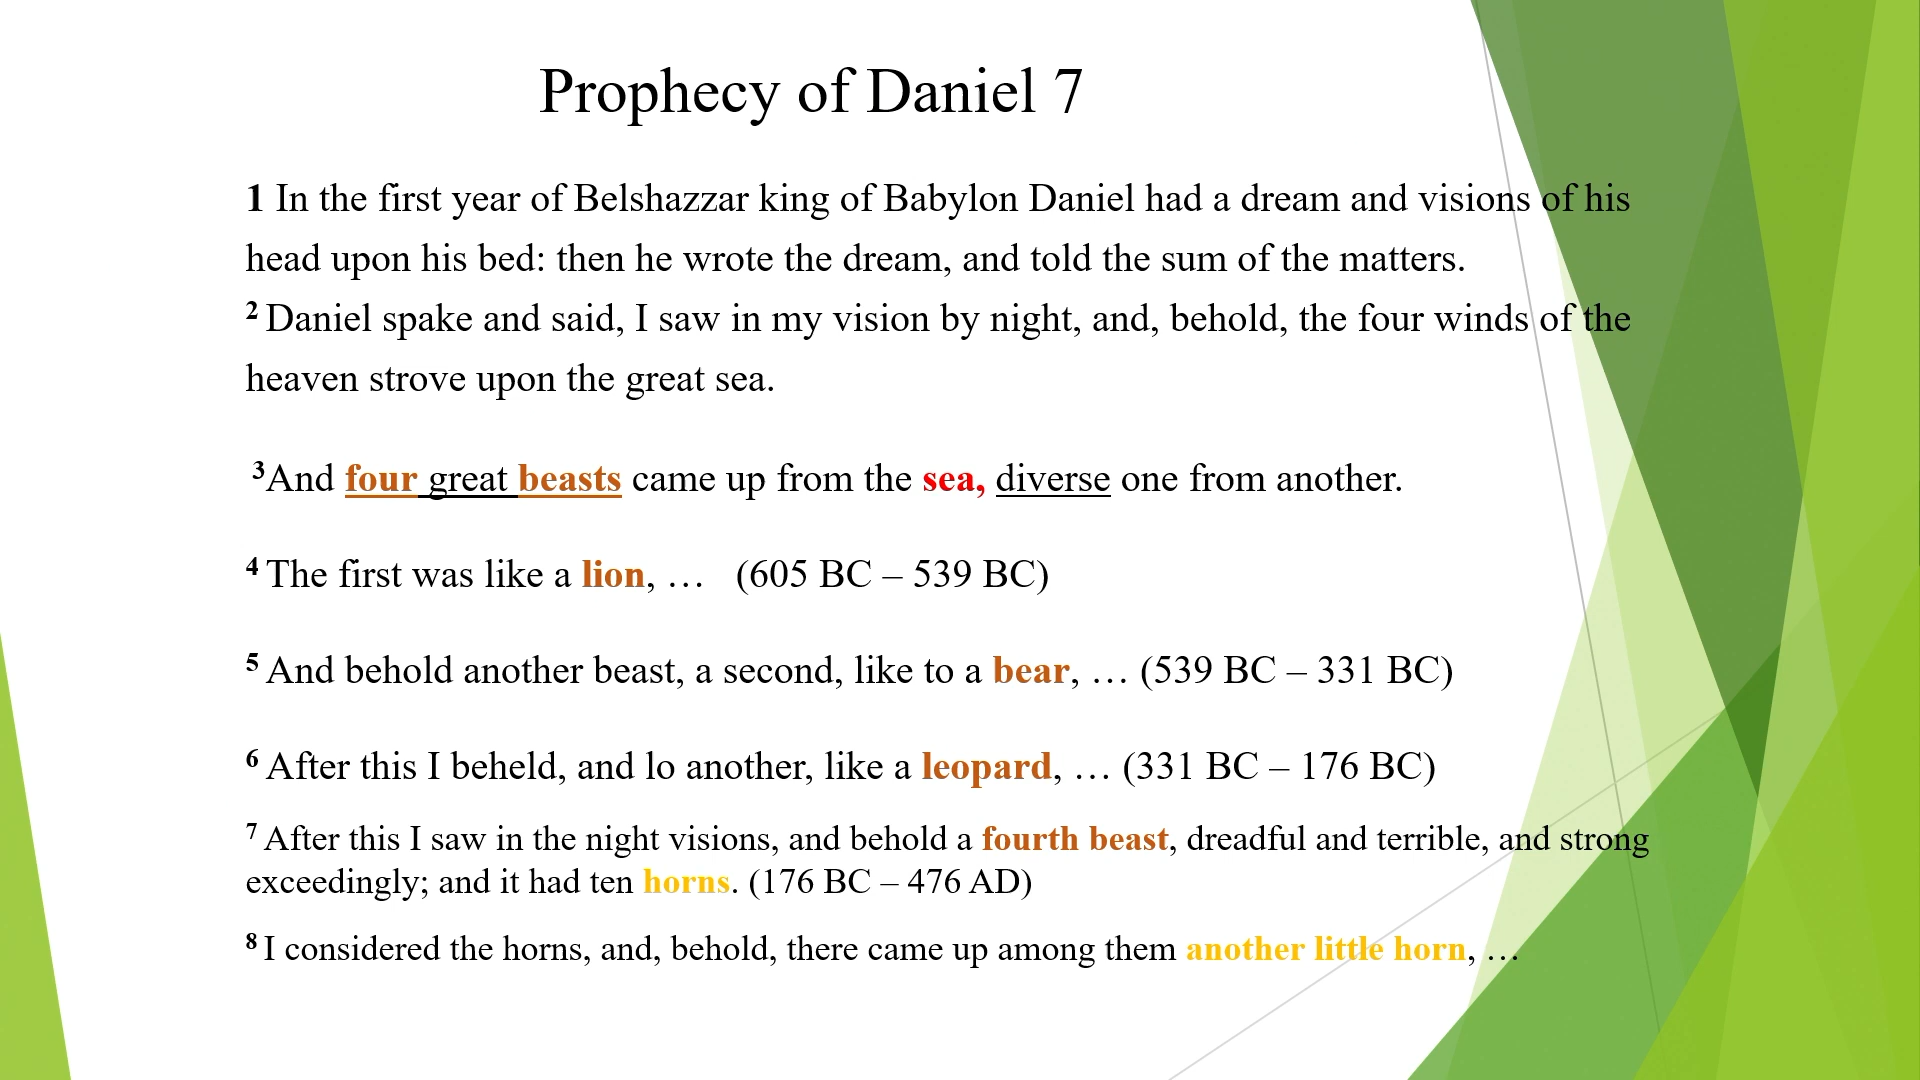 Prophecy of Daniel 7
1 In the first year of Belshazzar king of Babylon Daniel had a dream and visions of his
head upon his bed: then he wrote the dream, and told the sum of the matters.
2 Daniel spake and said, I saw in my vision by night, and, behold, the four winds of the
heaven strove upon the great sea.
3And four great beasts came up from the sea, diverse one from another.
4 The first was like a lion, … (605 BC – 539 BC)
5 And behold another beast, a second, like to a bear, … (539 BC – 331 BC)
6 After this I beheld, and lo another, like a leopard, … (331 BC – 176 BC)
7 After this I saw in the night visions, and behold a fourth beast, dreadful and terrible, and strong
exceedingly; and it had ten horns. (176 BC – 476 AD)
8 I considered the horns, and, behold, there came up among them another little horn, …